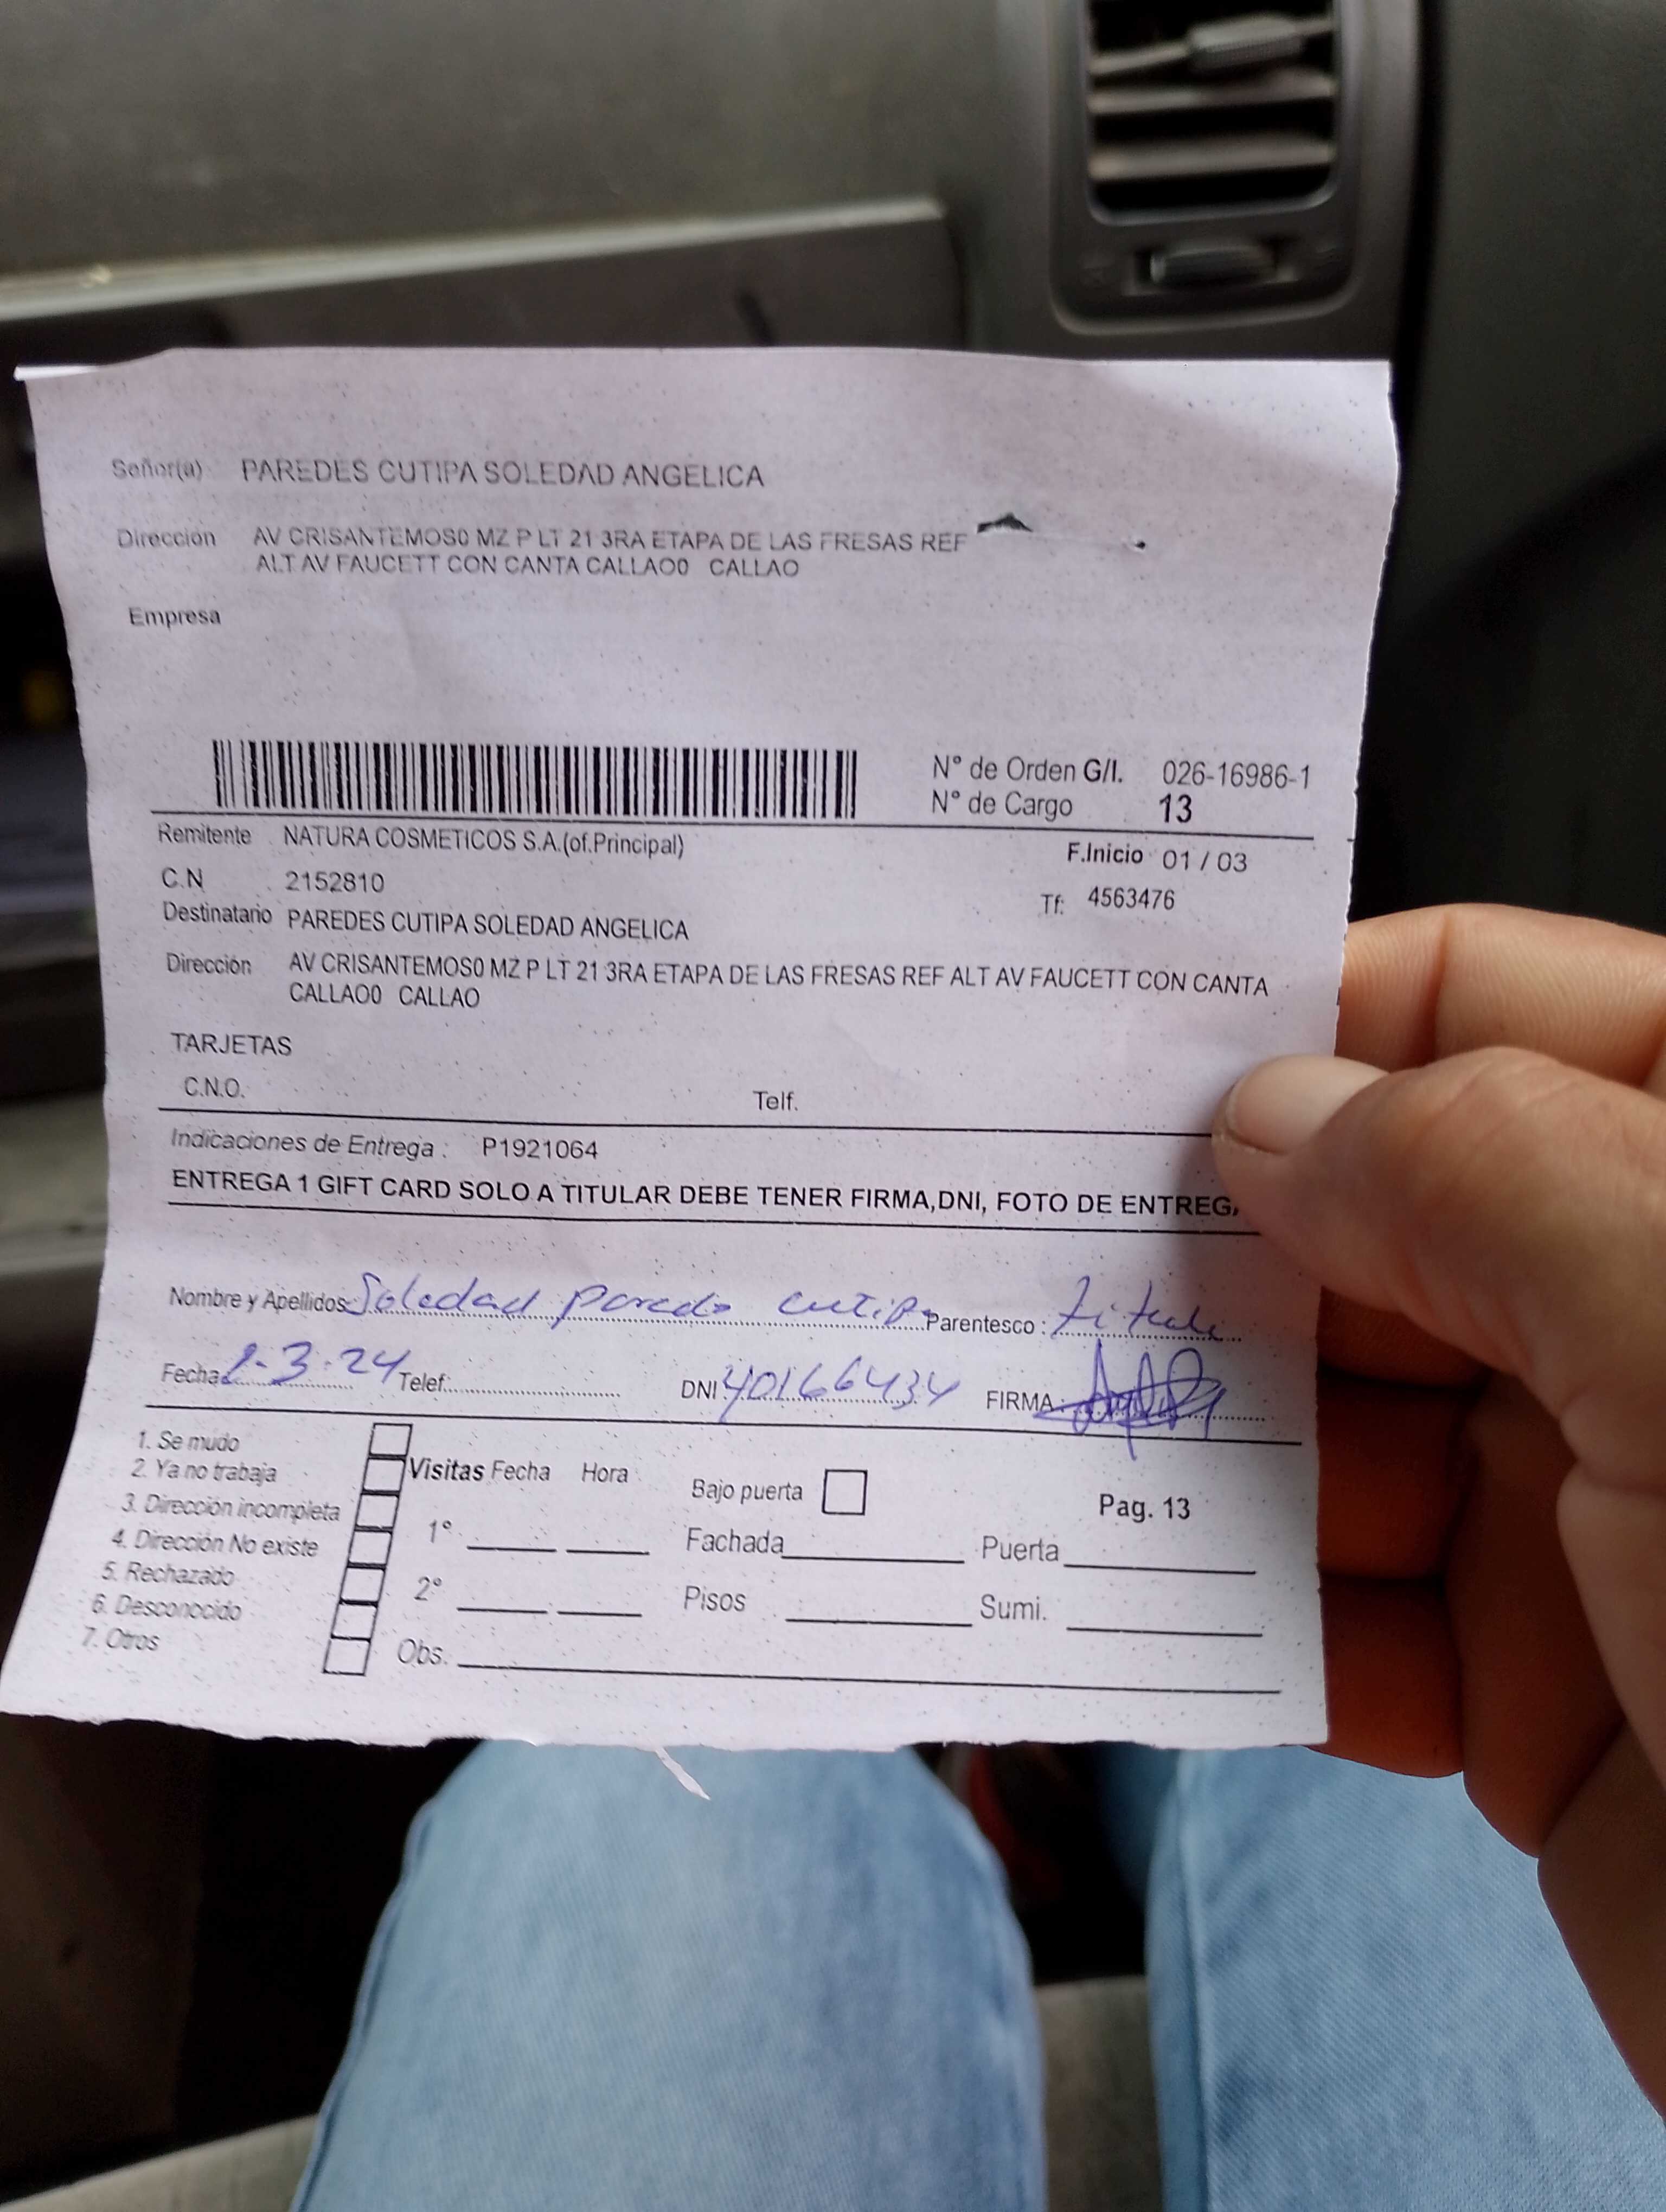 Señor(a) PAREDES CUTIPA SOLEDAD ANGELICA
Dirección AV CRISANTEMOS0 MZ P LT 21 3RA ETAPA DE LAS FRESAS REF
ALT AV FAUCETT CON CANTA CALLAO0 CALLAO
Empresa
N° de Orden G/I. 026-16986-1
N° de Cargo 13
Remitente NATURA COSMETICOS S.A.(of.Principal)
F.Inicio 01 / 03
C.N 2152810
Tf: 4563476
Destinatario PAREDES CUTIPA SOLEDAD ANGELICA
Dirección AV CRISANTEMOS0 MZ P LT 21 3RA ETAPA DE LAS FRESAS REF ALT AV FAUCETT CON CANTA
CALLAO0 CALLAO
TARJETAS
C.N.O. Telf.
Indicaciones de Entrega : P1921064
ENTREGA 1 GIFT CARD SOLO A TITULAR DEBE TENER FIRMA,DNI, FOTO DE ENTREGA
Nombre y Apellidos: Soledad paredes cutipa Parentesco : titular
Fecha: -3-24 Telef: DNI: 40166434 FIRMA :
1. Se mudo
2. Ya no trabaja
3. Dirección incompleta
4. Dirección No existe
5. Rechazado
6. Desconocido
7. Otros
Visitas Fecha Hora Bajo puerta Pag. 13
1° Fachada Puerta
2° Pisos Sumi.
Obs.